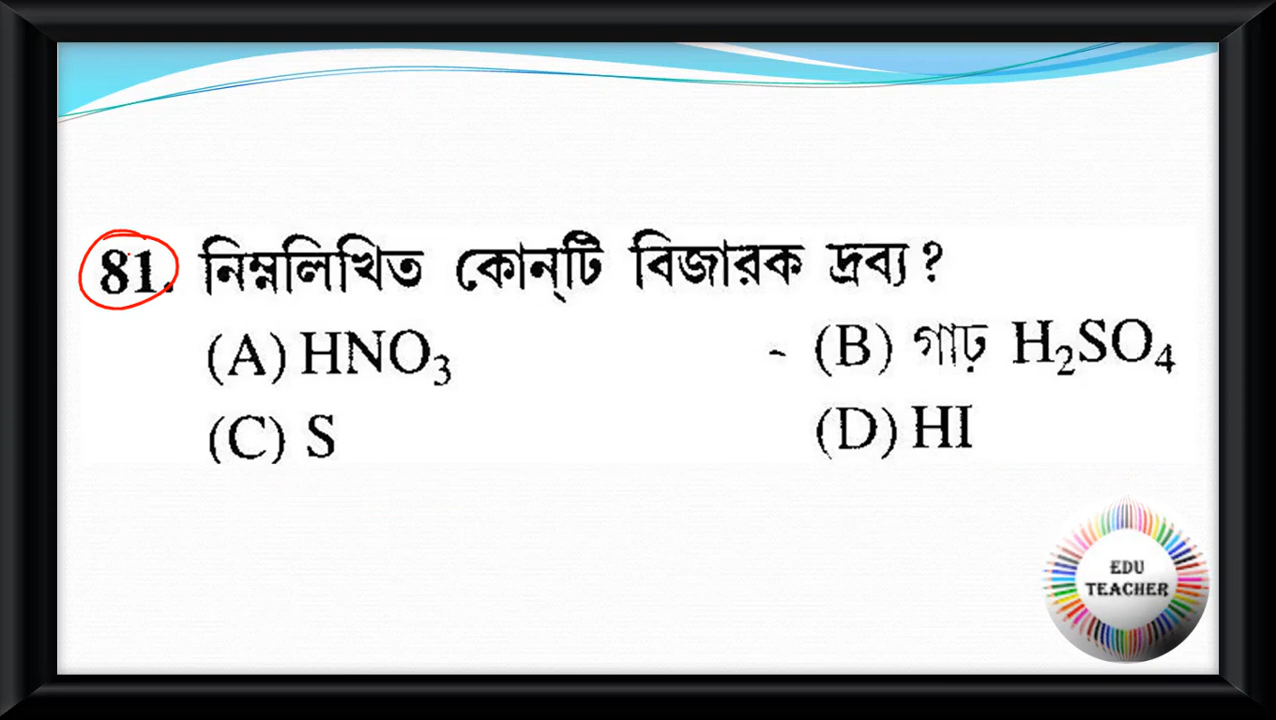 81. নিম্নলিখিত কোন্‌টি বিজারক দ্রব্য ?
(A) HNO₃ (B) গাঢ় H₂SO₄
(C) S (D) HI
EDU
TEACHER